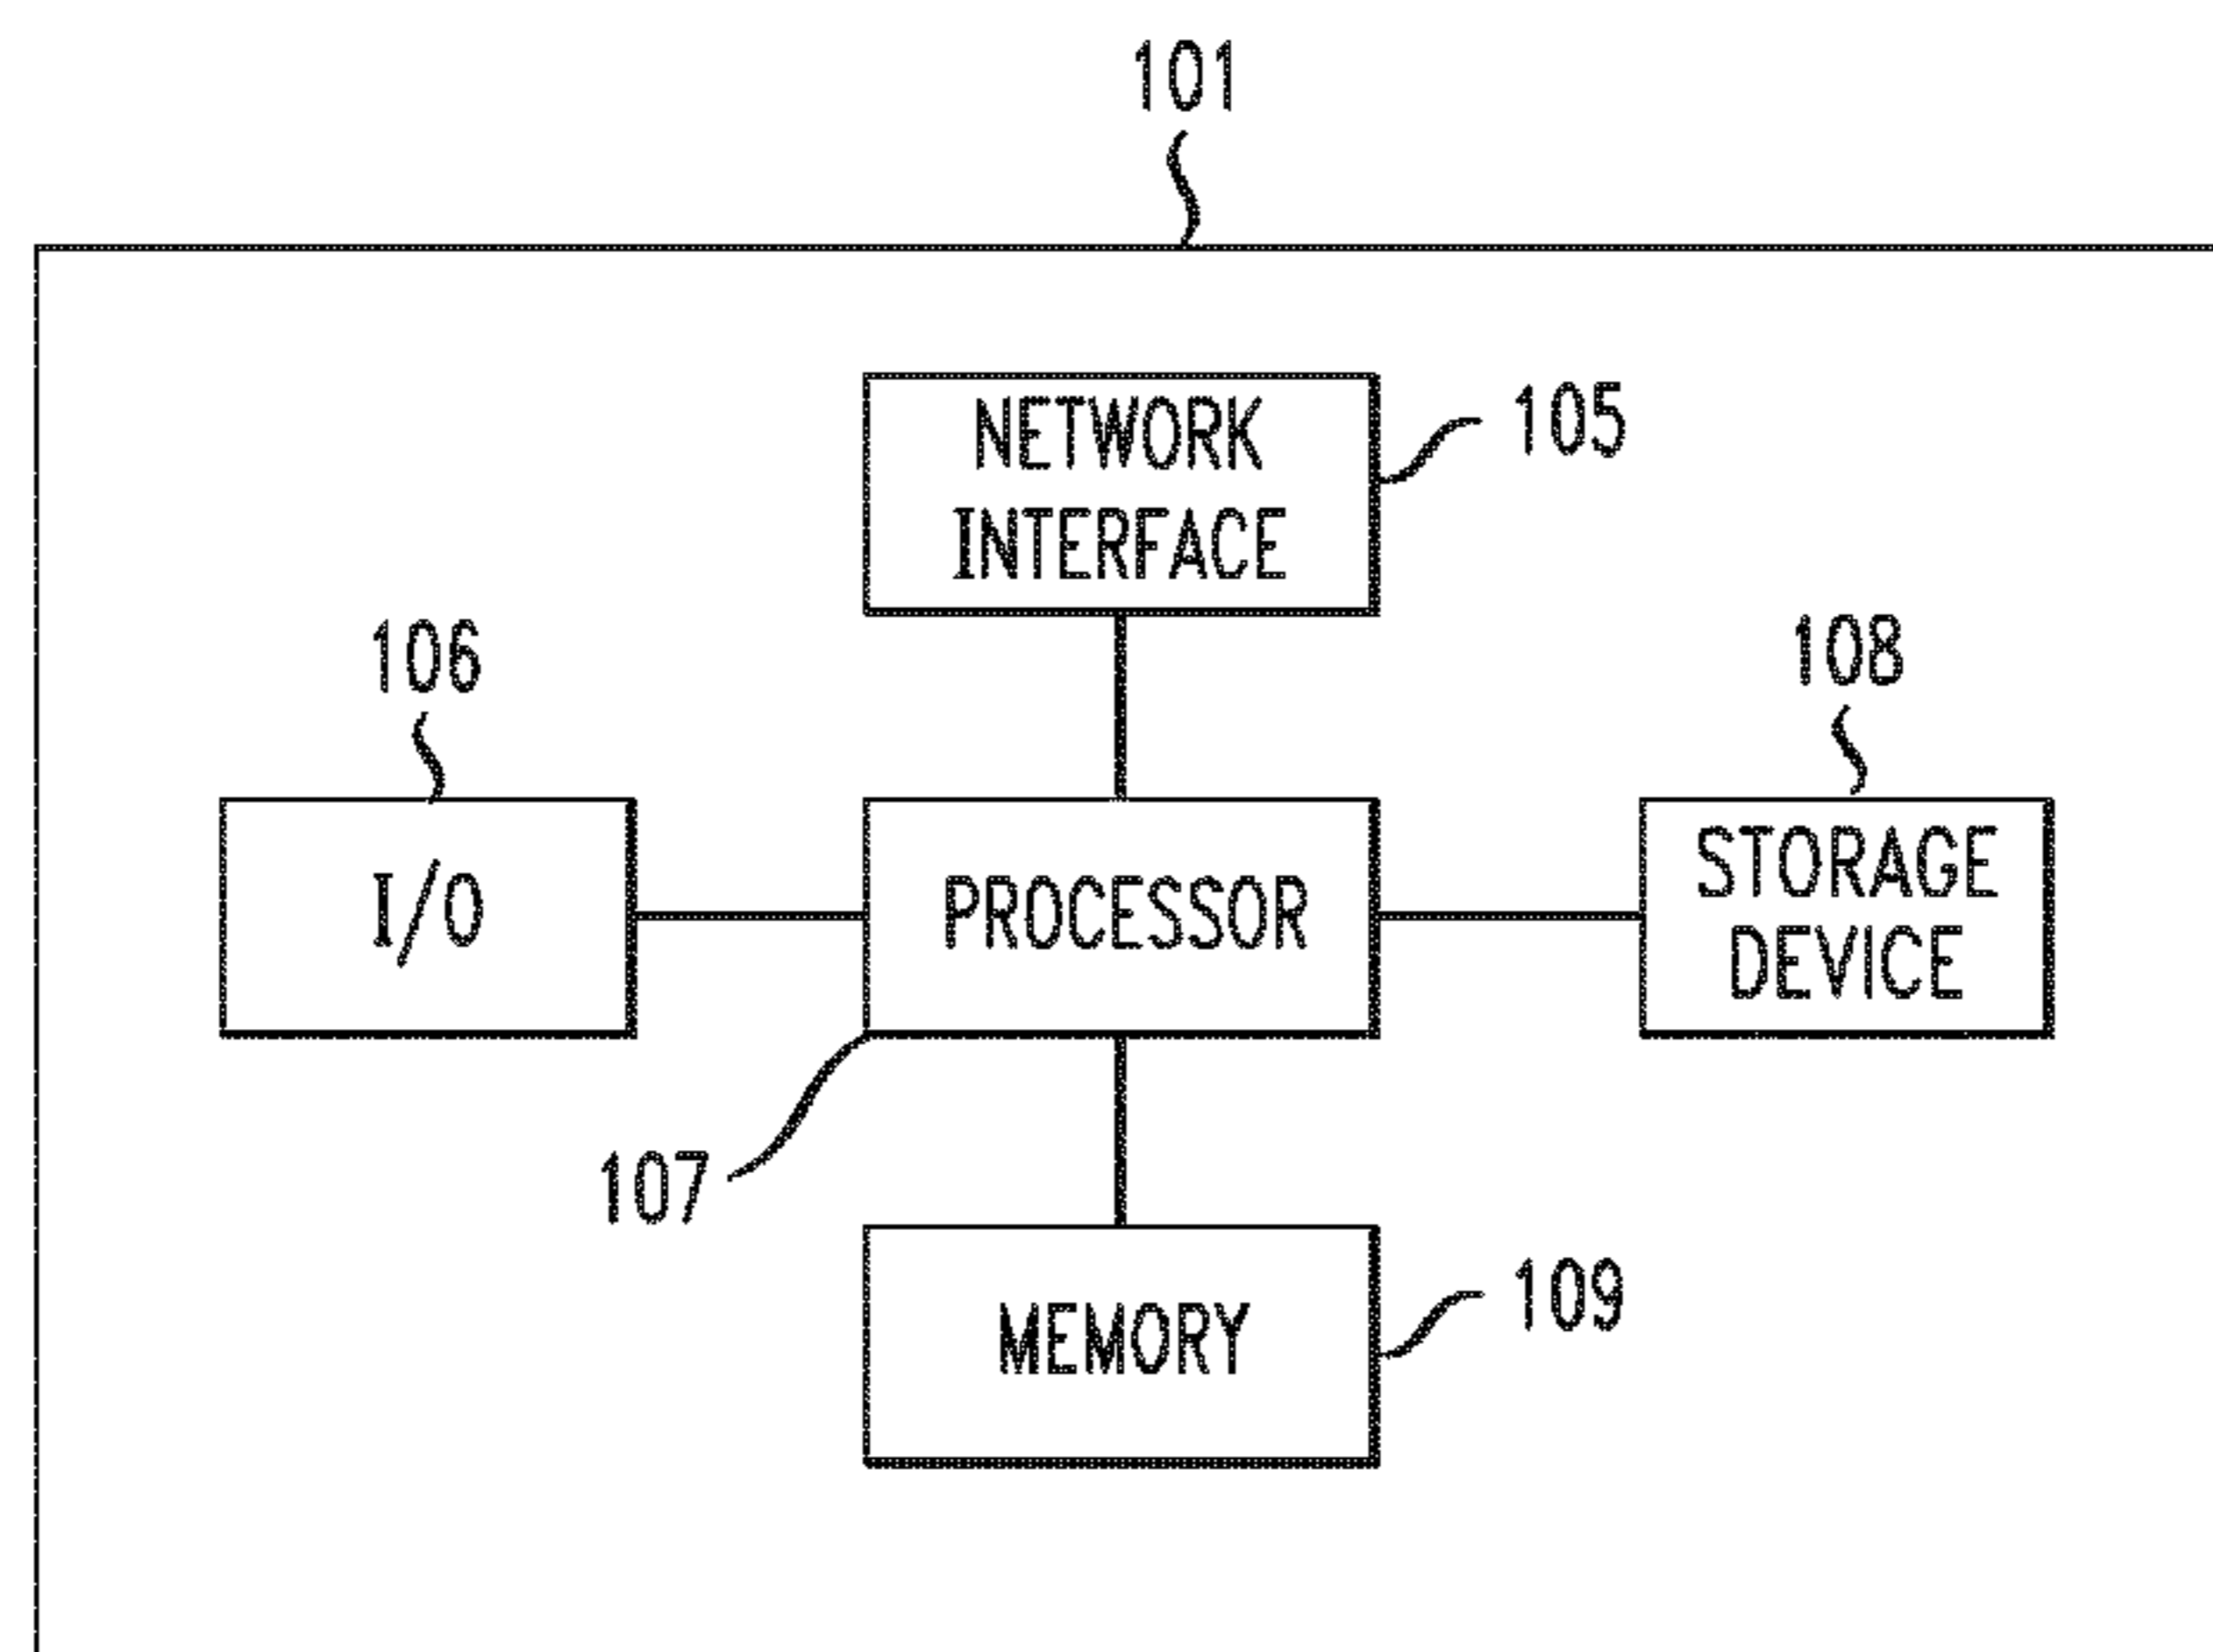 101
NETWORK
INTERFACE
105
106
108
I/O
PROCESSOR
STORAGE
DEVICE
107
MEMORY
109